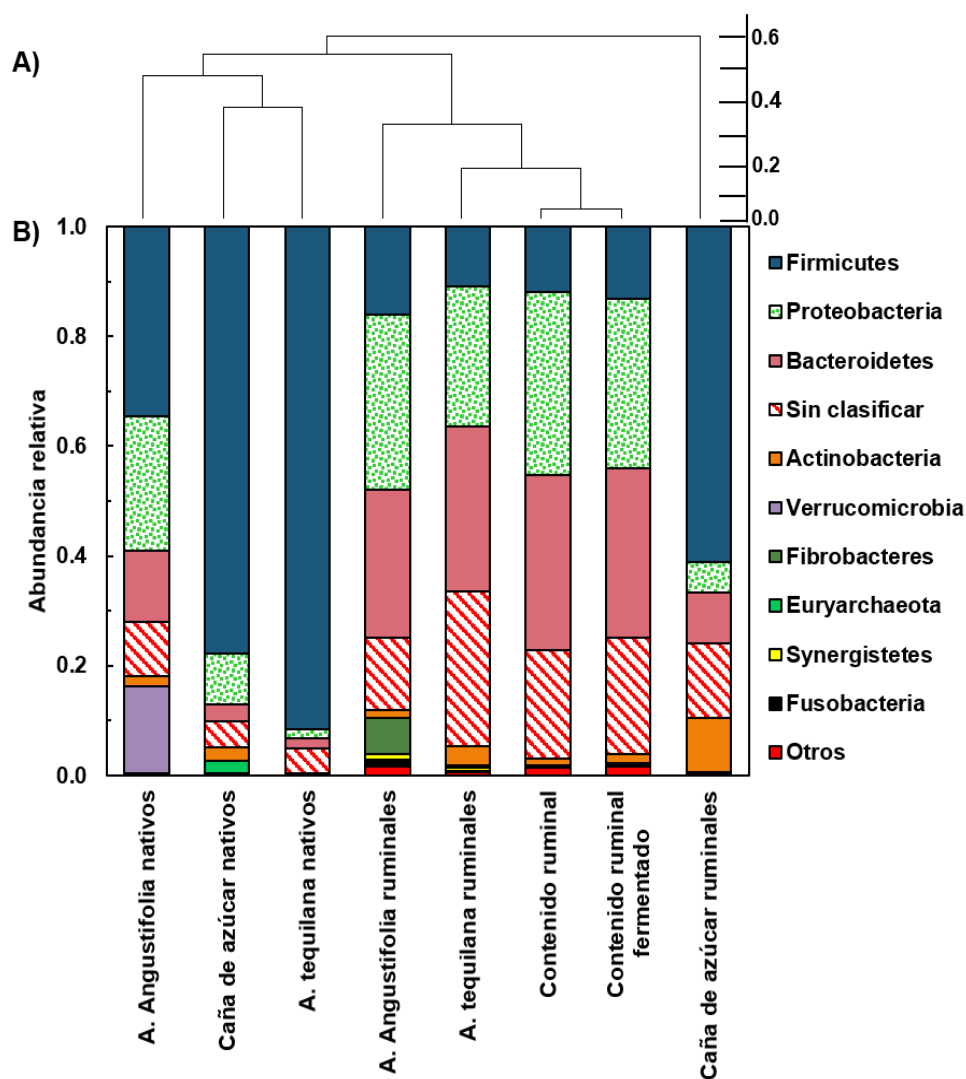 A)
0.6
0.4
0.2
0.0
B)
1.0
0.8
0.6
0.4
0.2
0.0
Abundancia relativa
Firmicutes
Proteobacteria
Bacteroidetes
Sin clasificar
Actinobacteria
Verrucomicrobia
Fibrobacteres
Euryarchaeota
Synergistetes
Fusobacteria
Otros
A. Angustifolia nativos
Caña de azúcar nativos
A. tequilana nativos
A. Angustifolia ruminales
A. tequilana ruminales
Contenido ruminal
Contenido ruminal
fermentado
Caña de azúcar ruminales